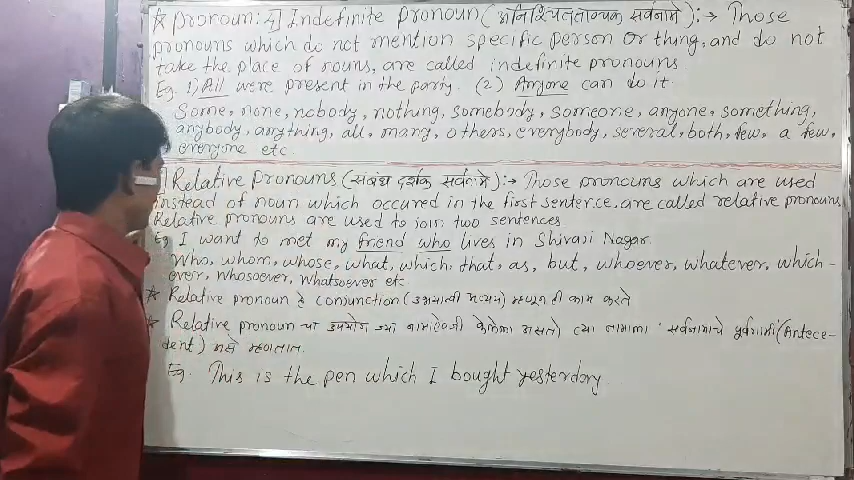 * Pronoun: 4] Indefinite pronoun (अनिश्चिततात्मक सर्वनामे) :→ Those
pronouns which do not mention specific person or thing, and do not
take the place of nouns, are called indefinite pronouns
Eg. 1) All were present in the party. (2) Anyone can do it.
Some, none, nobody, nothing, somebody, someone, anyone, something,
anybody, anything, all, many, others, everybody, several, both, few, a few,
everyone etc.
] Relative pronouns (संबंध दर्शक सर्वनामे) :→ Those pronouns which are used
instead of noun which occured in the first sentence, are called relative pronouns.
Relative pronouns are used to join two sentences
Eg I want to met my friend who lives in Shivaji Nagar.
Who, whom, whose, what, which, that, as, but, whoever, whatever, which-
ever, whosoever, whatsoever etc
* Relative pronoun हे conjunction (उभयान्वयी अव्यय) म्हणून ही काम करते
* Relative pronoun चा उपयोग ज्या नामाऐवजी केलेला असतो त्या नामाला सर्वनामाचे पूर्वगामी (Antece-
dent) असे म्हणतात.
Eg. This is the pen which I bought yesterday.